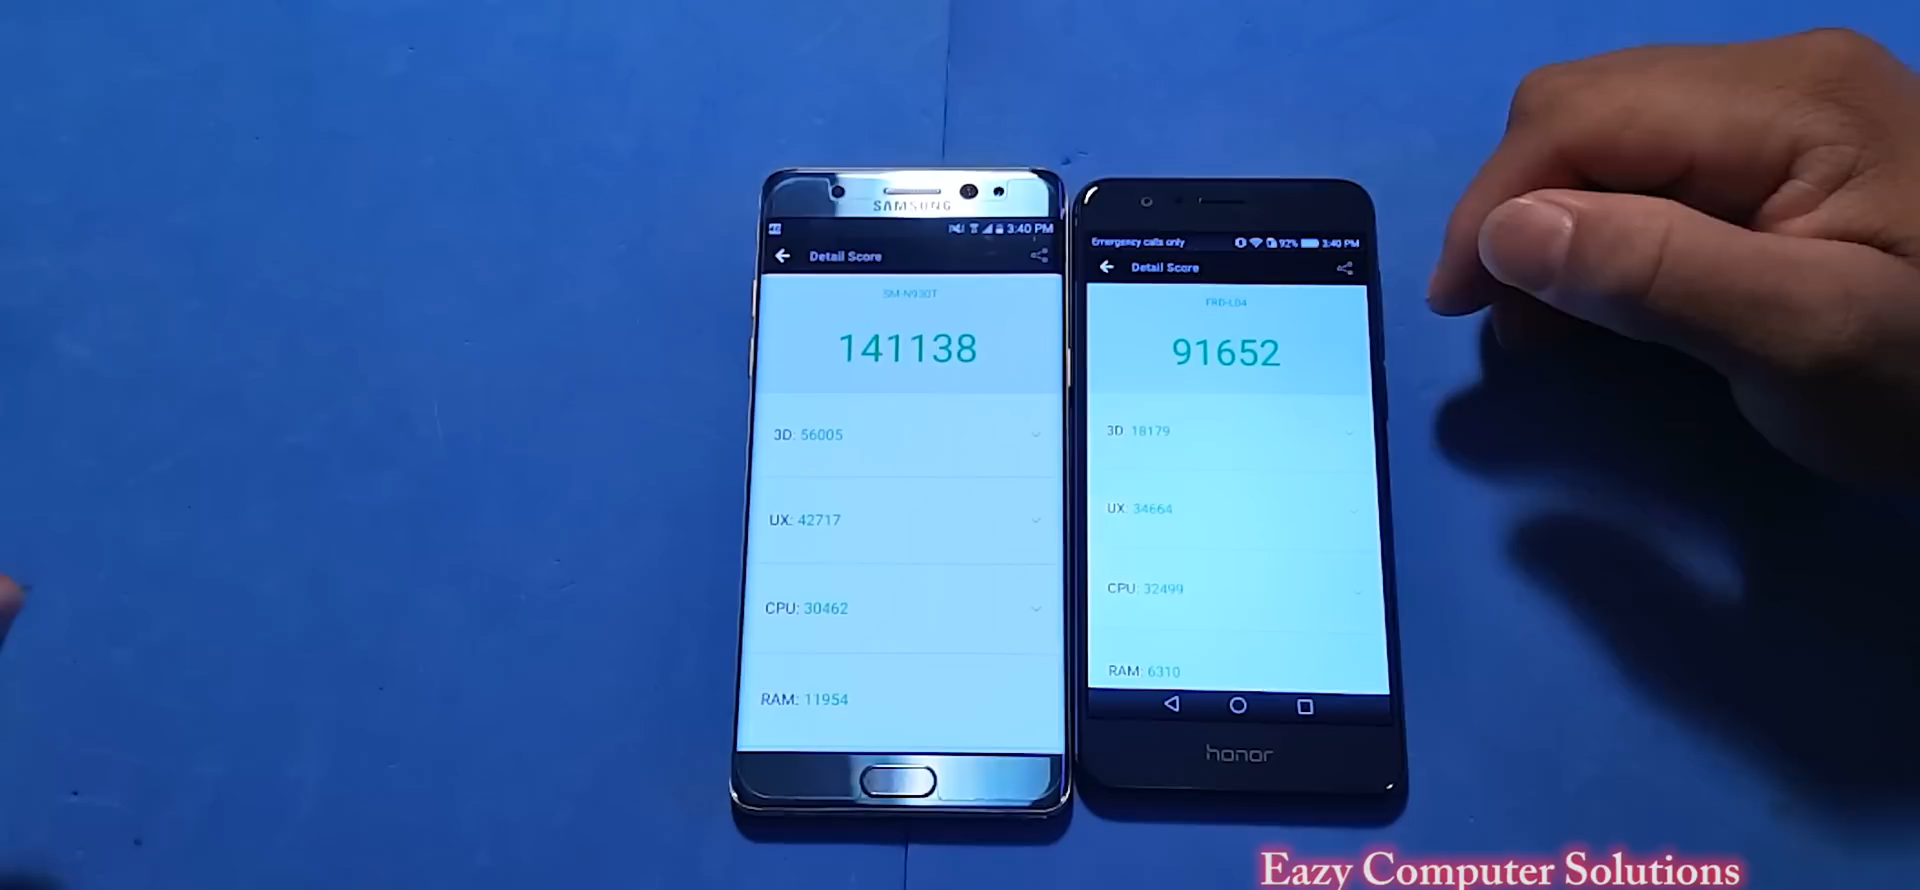 SAMSUNG
3:40 PM
Detail Score
SM-N930T
141138
3D: 56005
UX: 42717
CPU: 30462
RAM: 11954
Emergency calls only
92% 3:40 PM
Detail Score
FRD-L04
91652
3D: 18179
UX: 34664
CPU: 32499
RAM: 6310
honor
Eazy Computer Solutions